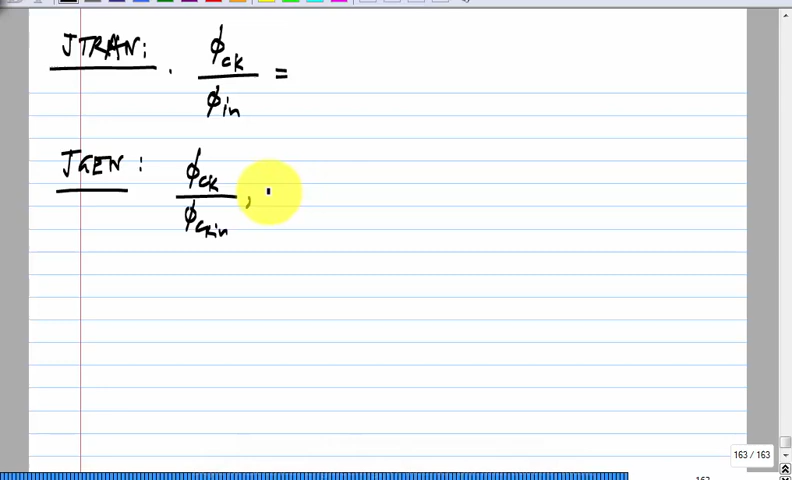 JTRAN: . ϕck/ϕin =
JGEN : ϕck/ϕckin ,
163 / 163